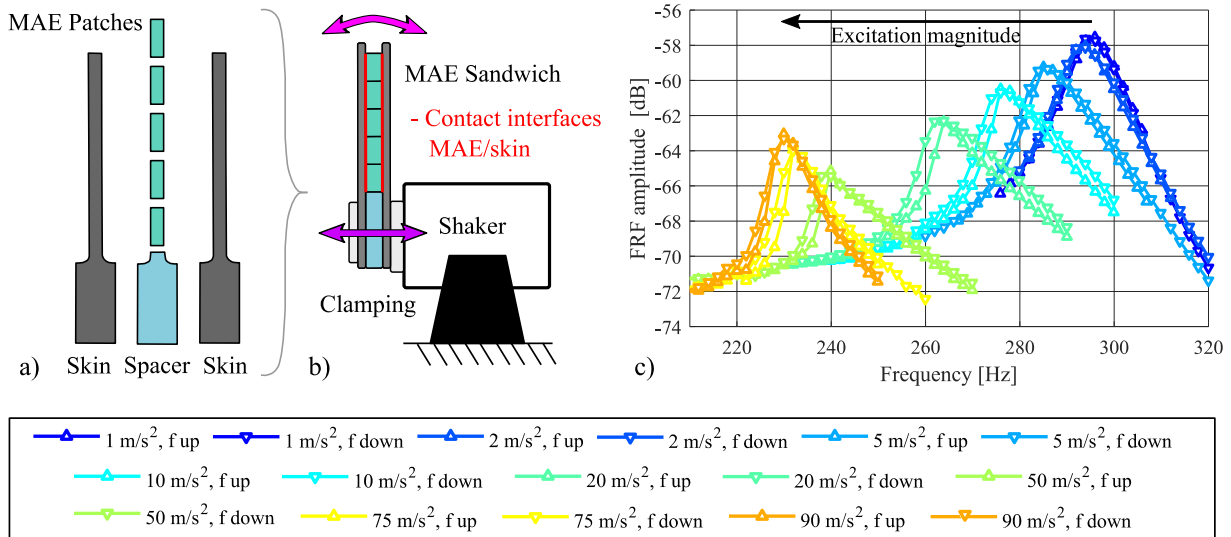 MAE Patches
Skin
Spacer
Skin
a)
MAE Sandwich
- Contact interfaces
MAE/skin
Shaker
Clamping
b)
Excitation magnitude
FRF amplitude [dB]
-56
-58
-60
-62
-64
-66
-68
-70
-72
-74
220
240
260
280
300
320
Frequency [Hz]
c)
1 m/s², f up
1 m/s², f down
2 m/s², f up
2 m/s², f down
5 m/s², f up
5 m/s², f down
10 m/s², f up
10 m/s², f down
20 m/s², f up
20 m/s², f down
50 m/s², f up
50 m/s², f down
75 m/s², f up
75 m/s², f down
90 m/s², f up
90 m/s², f down